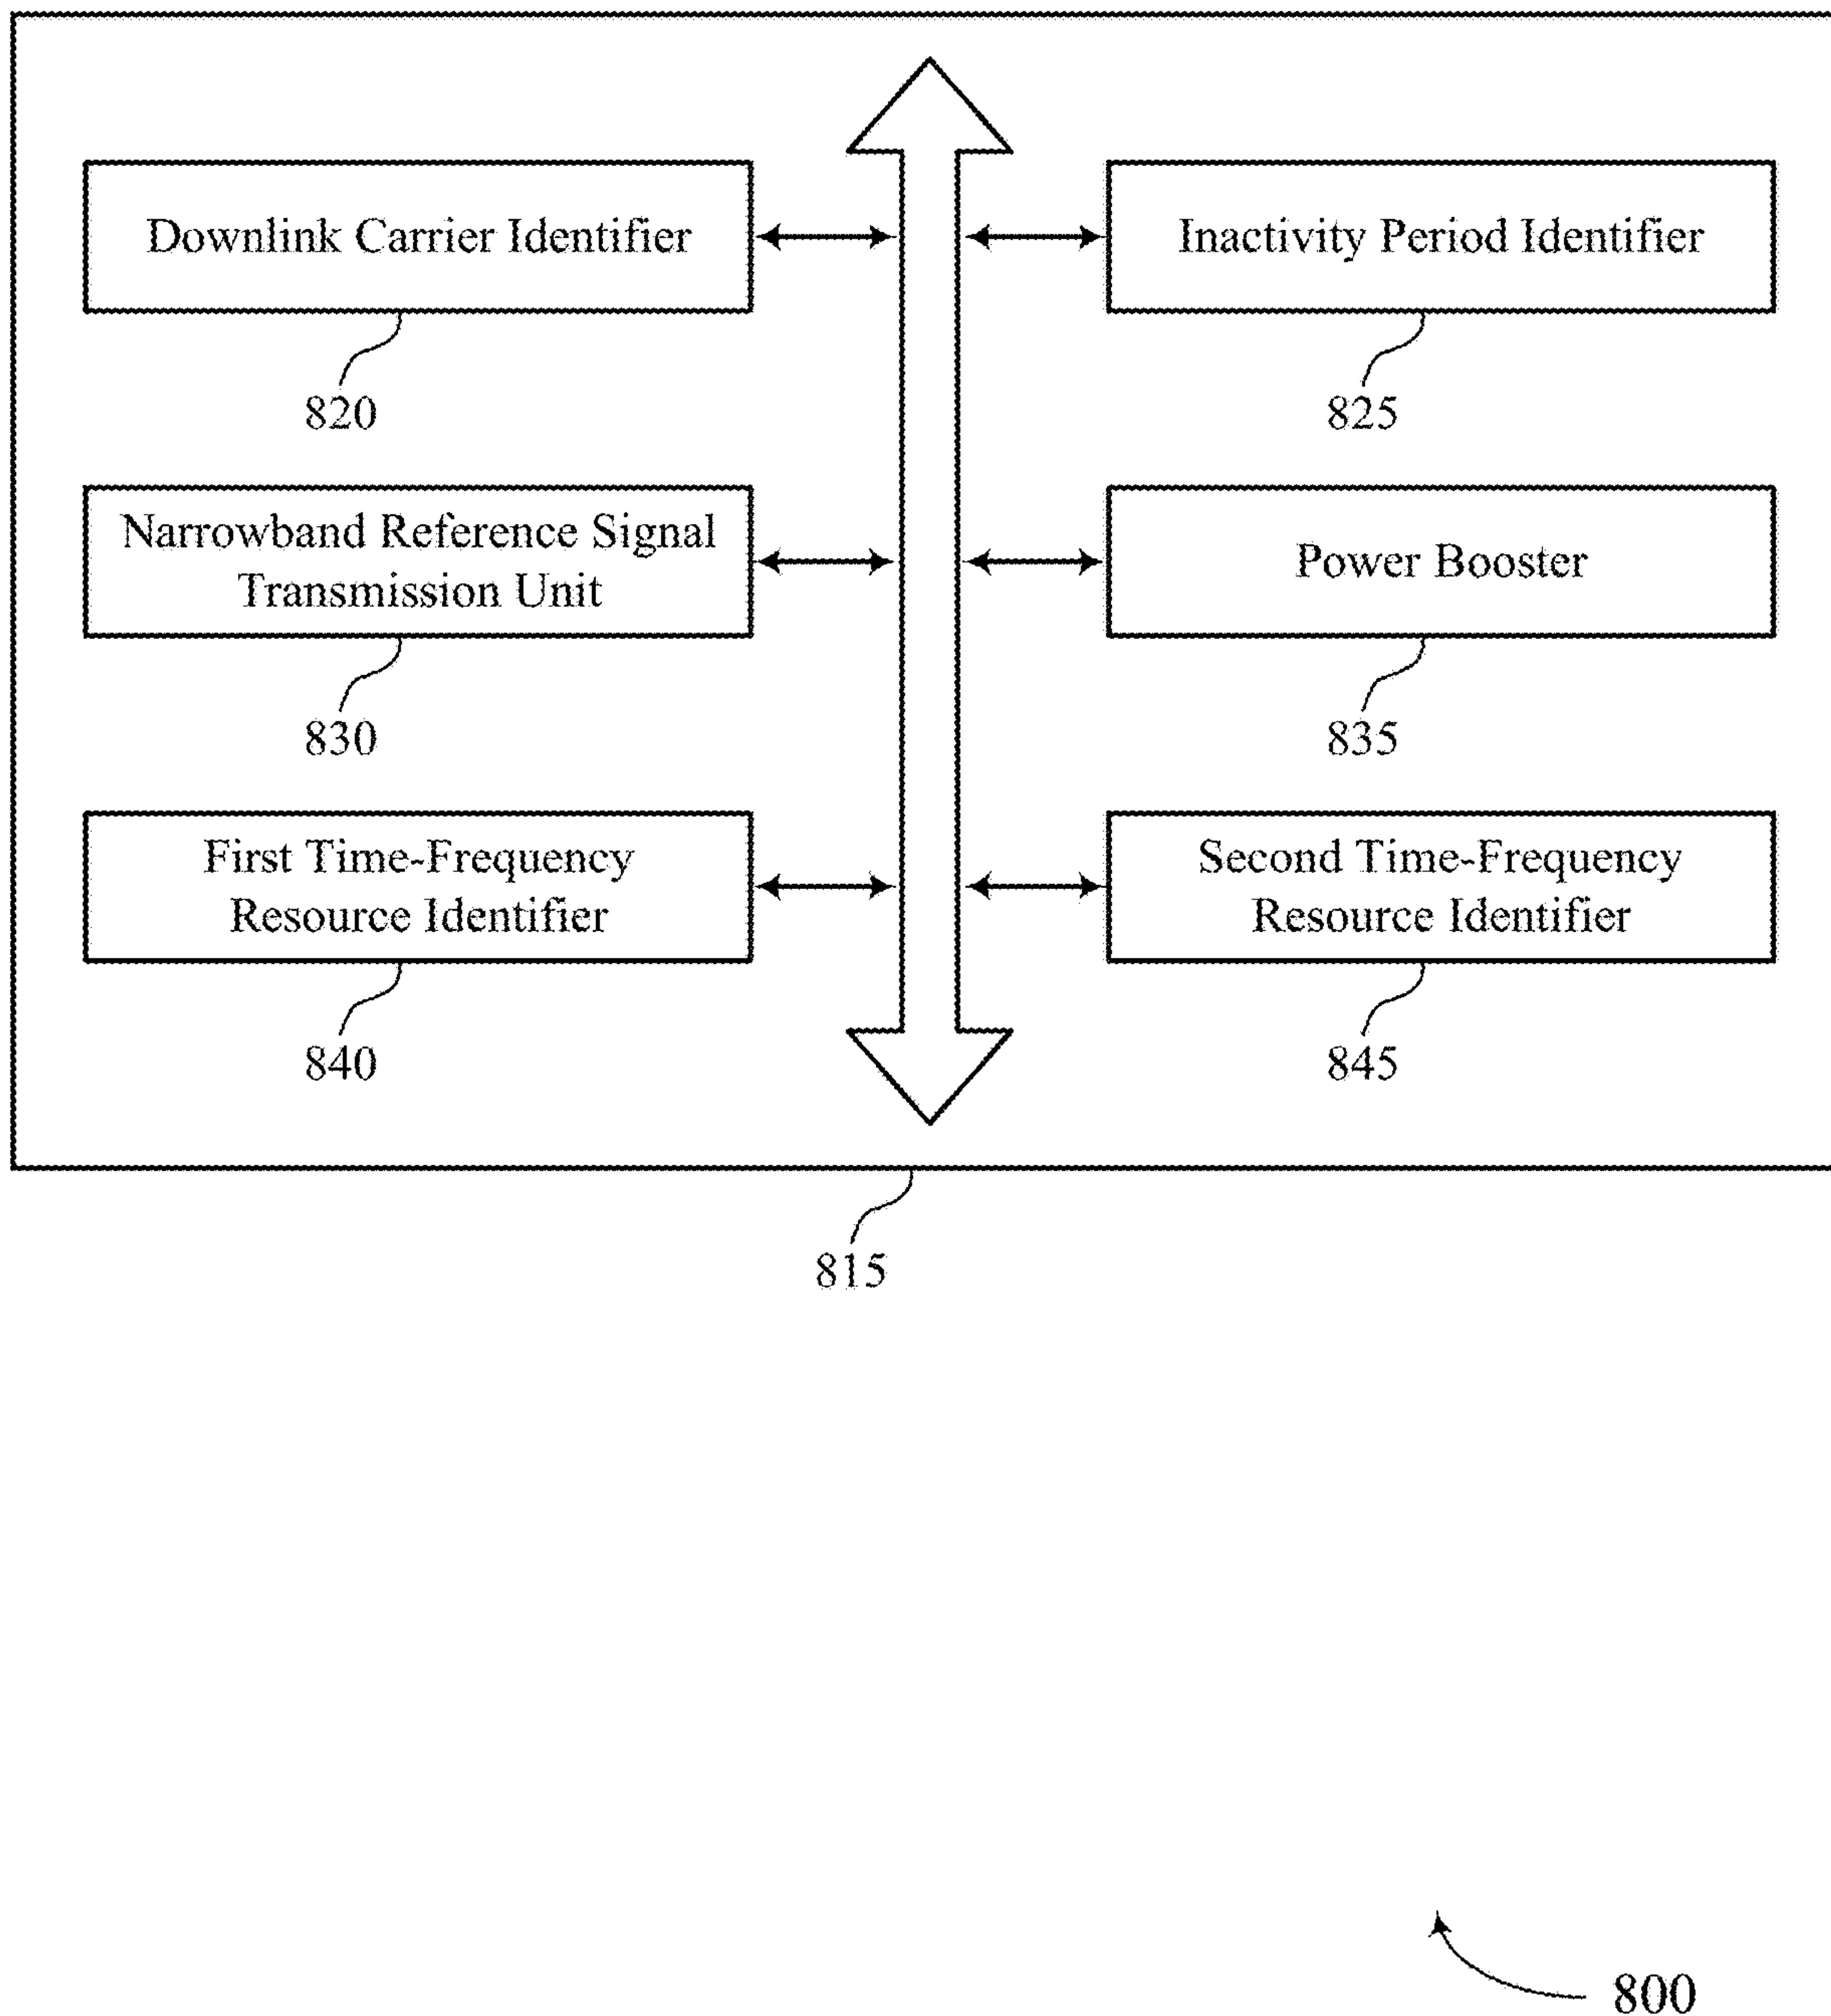 Downlink Carrier Identifier
820
Inactivity Period Identifier
825
Narrowband Reference Signal
Transmission Unit
830
Power Booster
835
First Time-Frequency
Resource Identifier
840
Second Time-Frequency
Resource Identifier
845
815
800